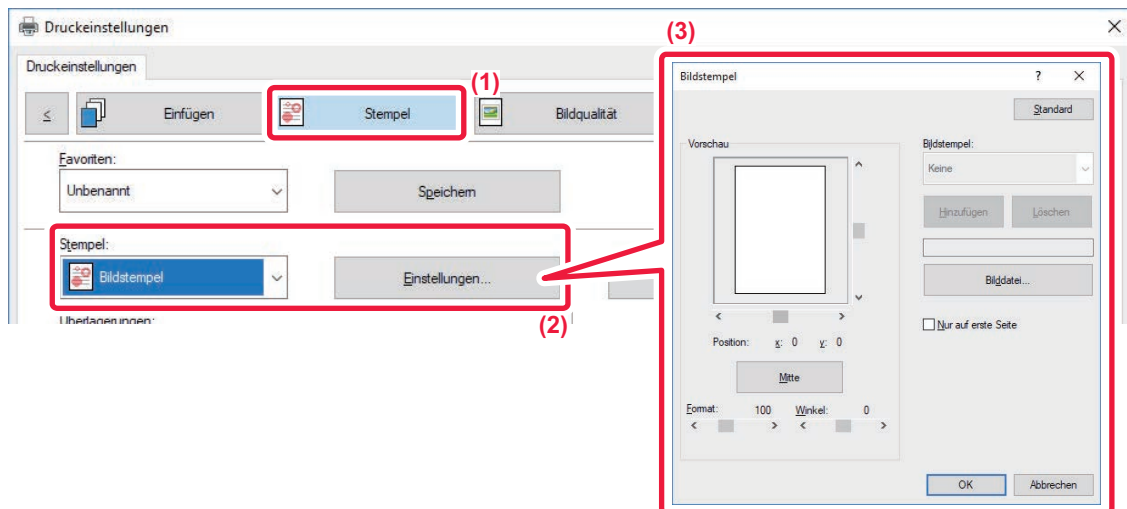 Druckeinstellungen
(3)
Druckeinstellungen
(1)
≤ Einfügen Stempel Bildqualität
Favoriten:
Unbenannt Speichern
Stempel:
Bildstempel Einstellungen...
(2)
Überlagerungen:
Bildstempel ?
Standard
Vorschau
Bildstempel:
Keine
Hinzufügen Löschen
Bilddatei...
Nur auf erste Seite
Position: x: 0 y: 0
Mitte
Format: 100 Winkel: 0
OK Abbrechen